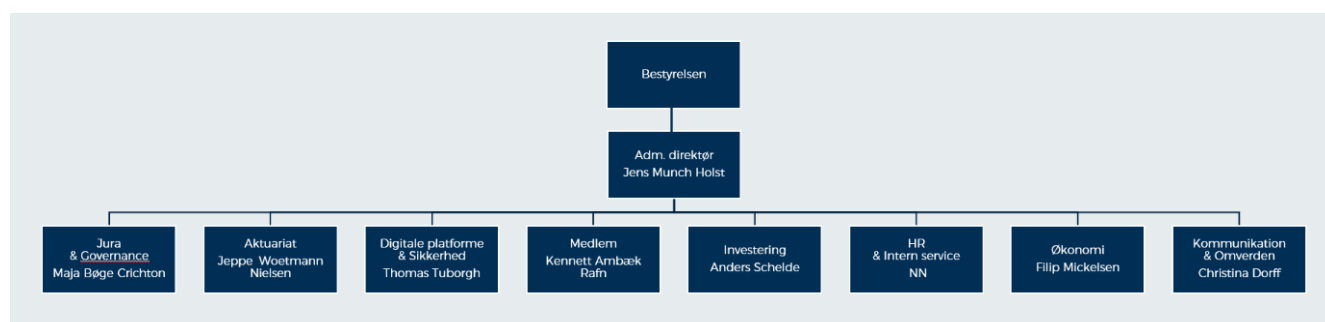 Bestyrelsen
Adm. direktør
Jens Munch Holst
Jura
& Governance
Maja Bøge Crichton
Aktuariat
Jeppe Woetmann
Nielsen
Digitale platforme
& Sikkerhed
Thomas Tuborgh
Medlem
Kennett Ambæk
Rafn
Investering
Anders Schelde
HR
& Intern service
NN
Økonomi
Filip Mickelsen
Kommunikation
& Omverden
Christina Dorff